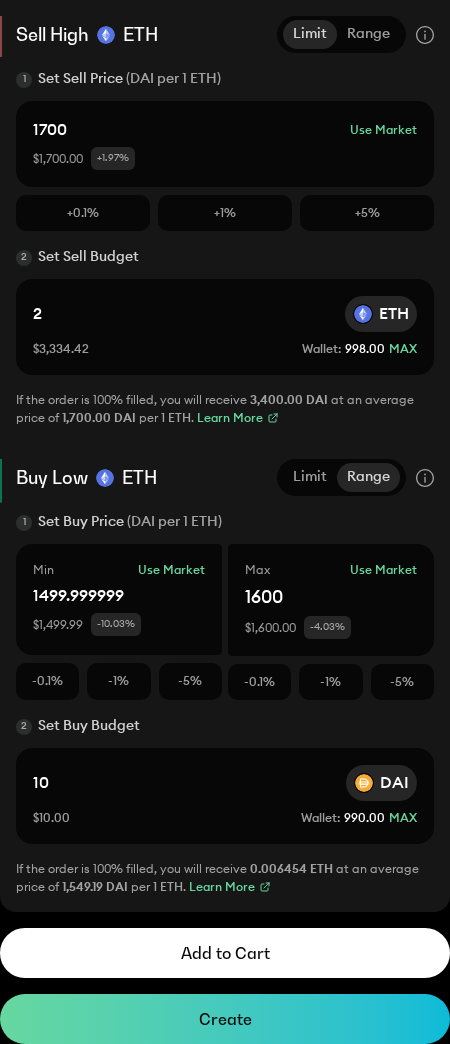 Sell High ETH Limit Range
1 Set Sell Price (DAI per 1 ETH)
1700 Use Market
$1,700.00 +1.97%
+0.1% +1% +5%
2 Set Sell Budget
2 ETH
$3,334.42 Wallet: 998.00 MAX
If the order is 100% filled, you will receive 3,400.00 DAI at an average
price of 1,700.00 DAI per 1 ETH. Learn More
Buy Low ETH Limit Range
1 Set Buy Price (DAI per 1 ETH)
Min Use Market Max Use Market
1499.999999 1600
$1,499.99 -10.03% $1,600.00 -4.03%
-0.1% -1% -5% -0.1% -1% -5%
2 Set Buy Budget
10 DAI
$10.00 Wallet: 990.00 MAX
If the order is 100% filled, you will receive 0.006454 ETH at an average
price of 1,549.19 DAI per 1 ETH. Learn More
Add to Cart
Create